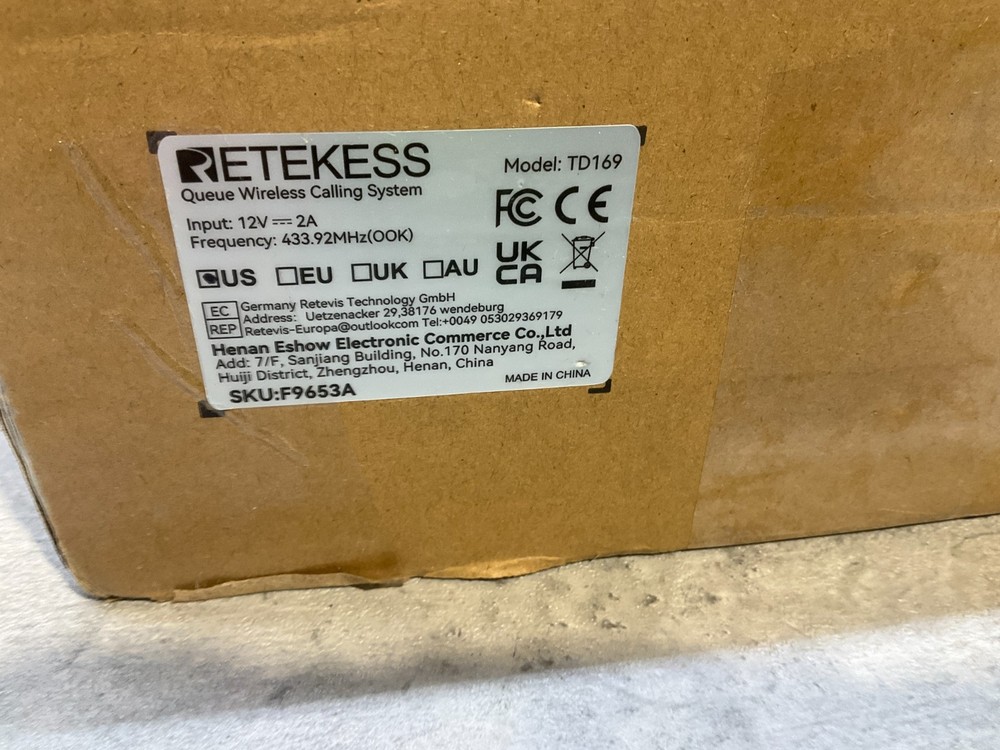 RETEKESS
Queue Wireless Calling System
Model: TD169
Input: 12V⎓2A
Frequency: 433.92MHz(OOK)
FC CE
UK
CA
US EU UK AU
EC Germany Retevis Technology GmbH
Address: Uetzenacker 29,38176 wendeburg
REP Retevis-Europa@outlookcom Tel:+0049 053029369179
Henan Eshow Electronic Commerce Co.,Ltd
Add: 7/F, Sanjiang Building, No.170 Nanyang Road,
Huiji District, Zhengzhou, Henan, China
SKU:F9653A
MADE IN CHINA